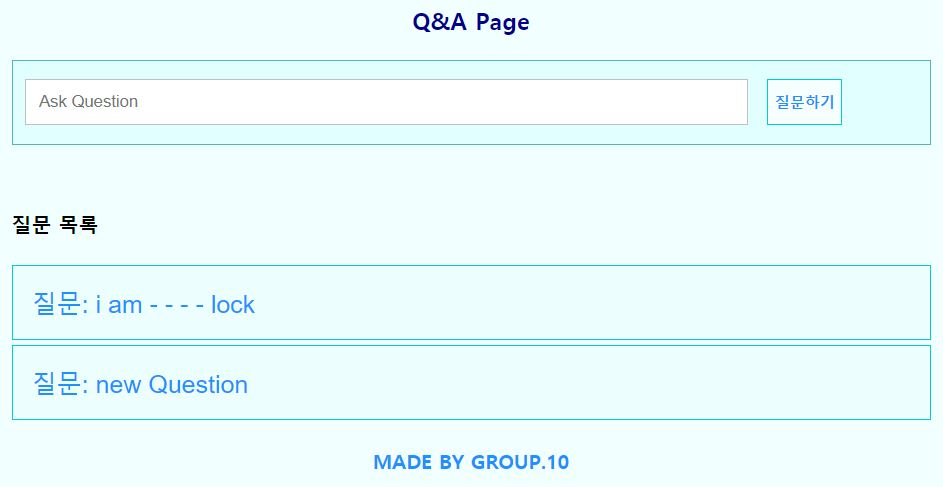 Q&A Page
Ask Question
질문하기
질문 목록
질문: i am - - - - lock
질문: new Question
MADE BY GROUP.10